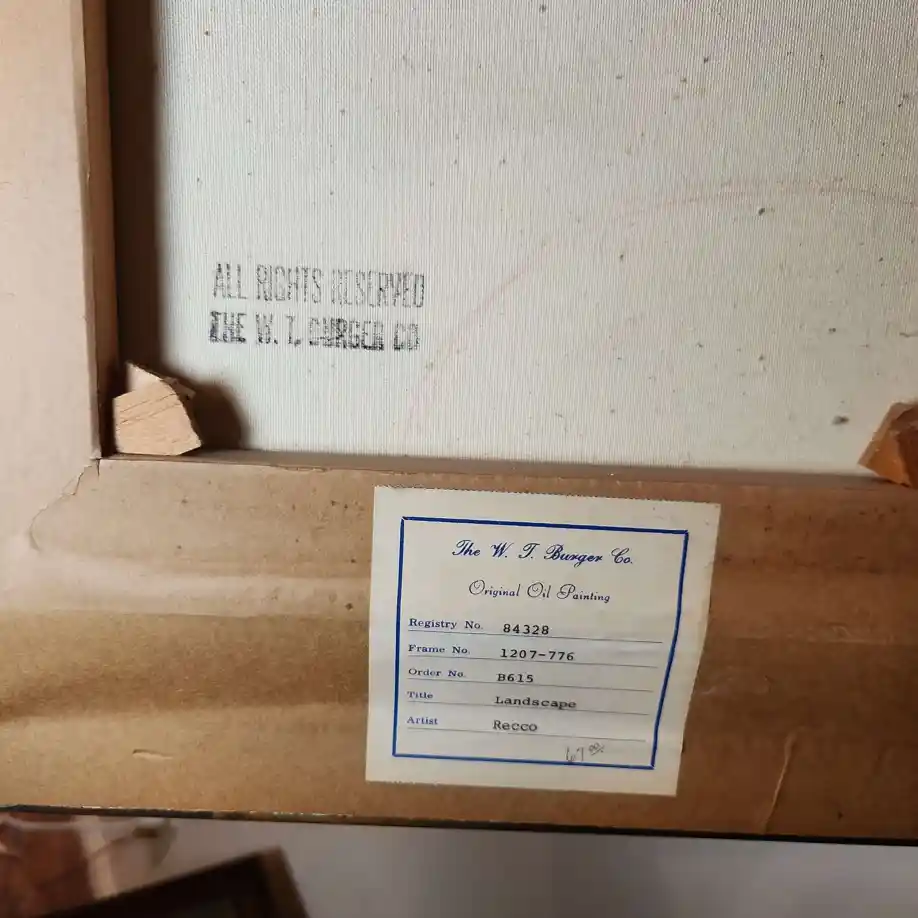 ALL RIGHTS RESERVED
THE W. T. BURGER CO
The W. T. Burger Co.
Original Oil Painting
Registry No. 84328
Frame No. 1207-776
Order No. B615
Title Landscape
Artist Recco